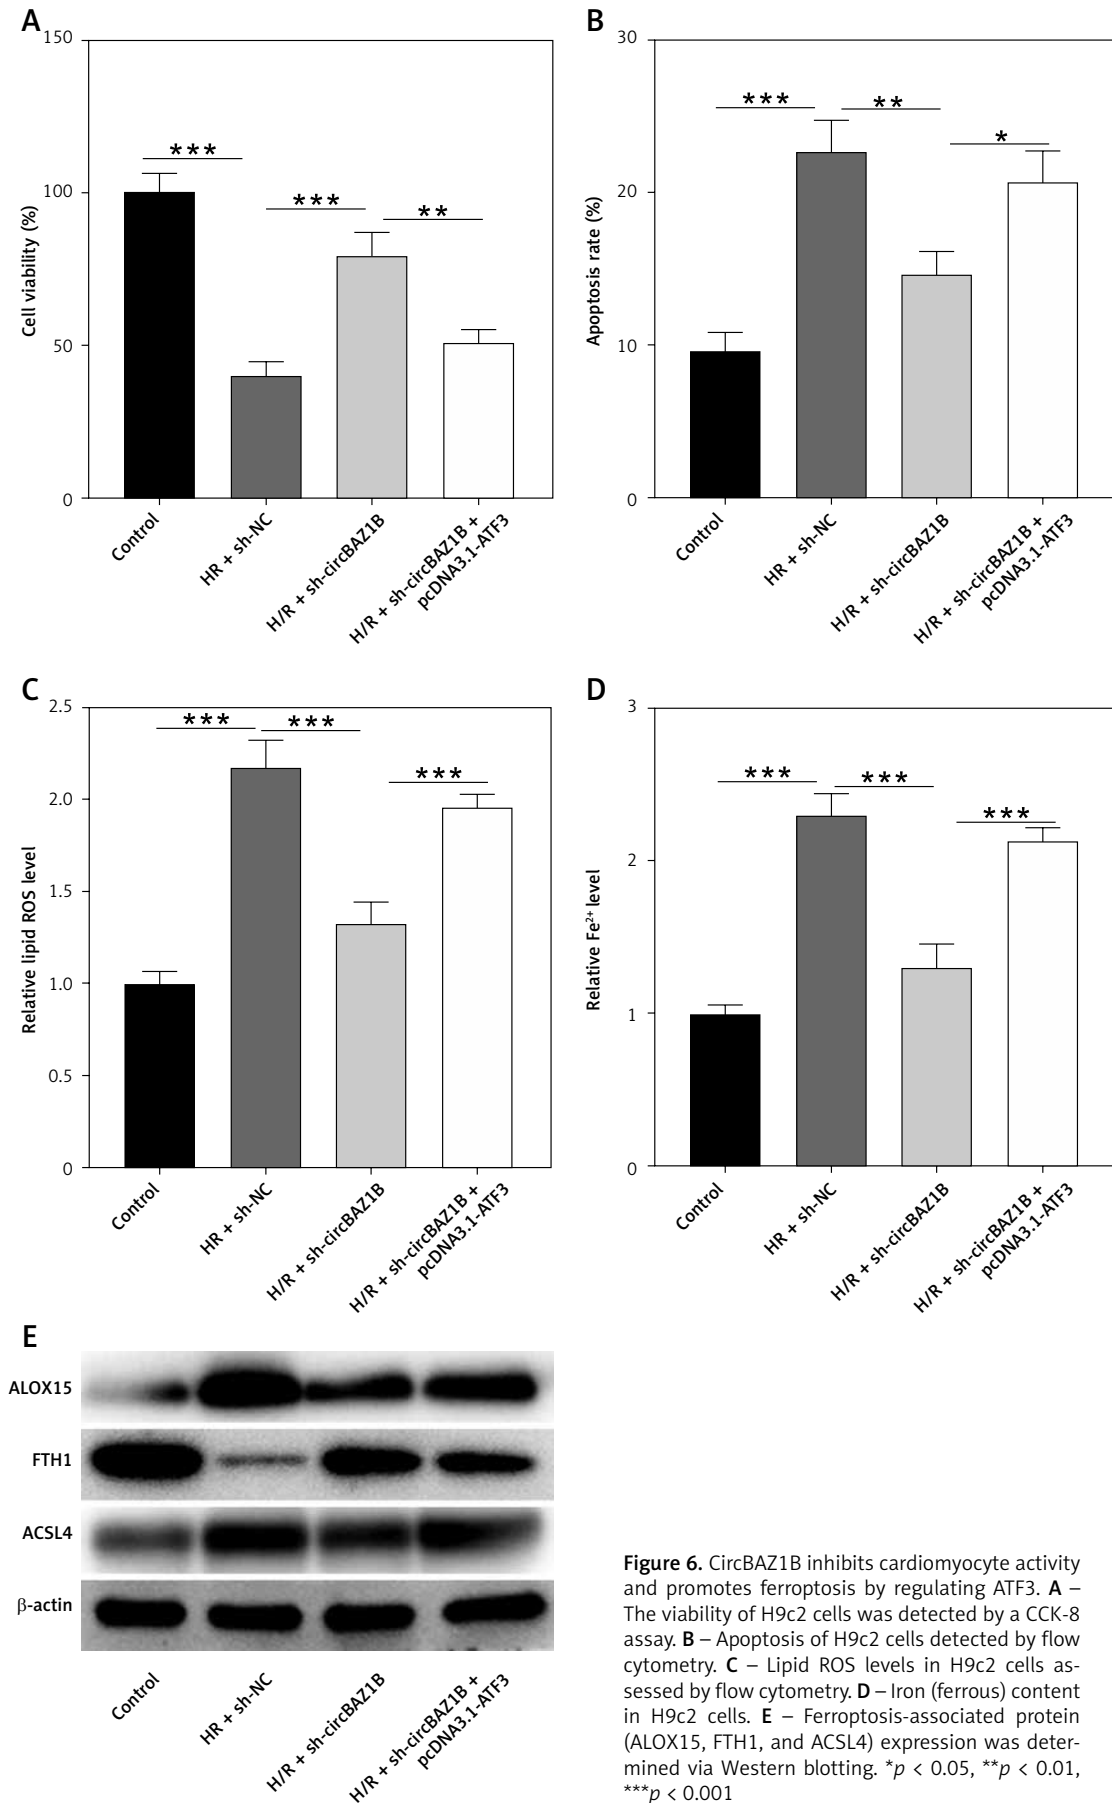 A
150
100
50
0
Cell viability (%)
***
***
**
Control
HR + sh-NC
H/R + sh-circBAZ1B
H/R + sh-circBAZ1B +
pcDNA3.1-ATF3
B
30
20
10
0
Apoptosis rate (%)
***
**
*
Control
HR + sh-NC
H/R + sh-circBAZ1B
H/R + sh-circBAZ1B +
pcDNA3.1-ATF3
C
2.5
2.0
1.5
1.0
0.5
0
Relative lipid ROS level
***
***
***
Control
HR + sh-NC
H/R + sh-circBAZ1B
H/R + sh-circBAZ1B +
pcDNA3.1-ATF3
D
3
2
1
0
Relative Fe²⁺ level
***
***
***
Control
HR + sh-NC
H/R + sh-circBAZ1B
H/R + sh-circBAZ1B +
pcDNA3.1-ATF3
E
ALOX15
FTH1
ACSL4
β-actin
Control
HR + sh-NC
H/R + sh-circBAZ1B
H/R + sh-circBAZ1B +
pcDNA3.1-ATF3
Figure 6. CircBAZ1B inhibits cardiomyocyte activity
and promotes ferroptosis by regulating ATF3. A –
The viability of H9c2 cells was detected by a CCK-8
assay. B – Apoptosis of H9c2 cells detected by flow
cytometry. C – Lipid ROS levels in H9c2 cells as-
sessed by flow cytometry. D – Iron (ferrous) content
in H9c2 cells. E – Ferroptosis-associated protein
(ALOX15, FTH1, and ACSL4) expression was deter-
mined via Western blotting. *p < 0.05, **p < 0.01,
***p < 0.001